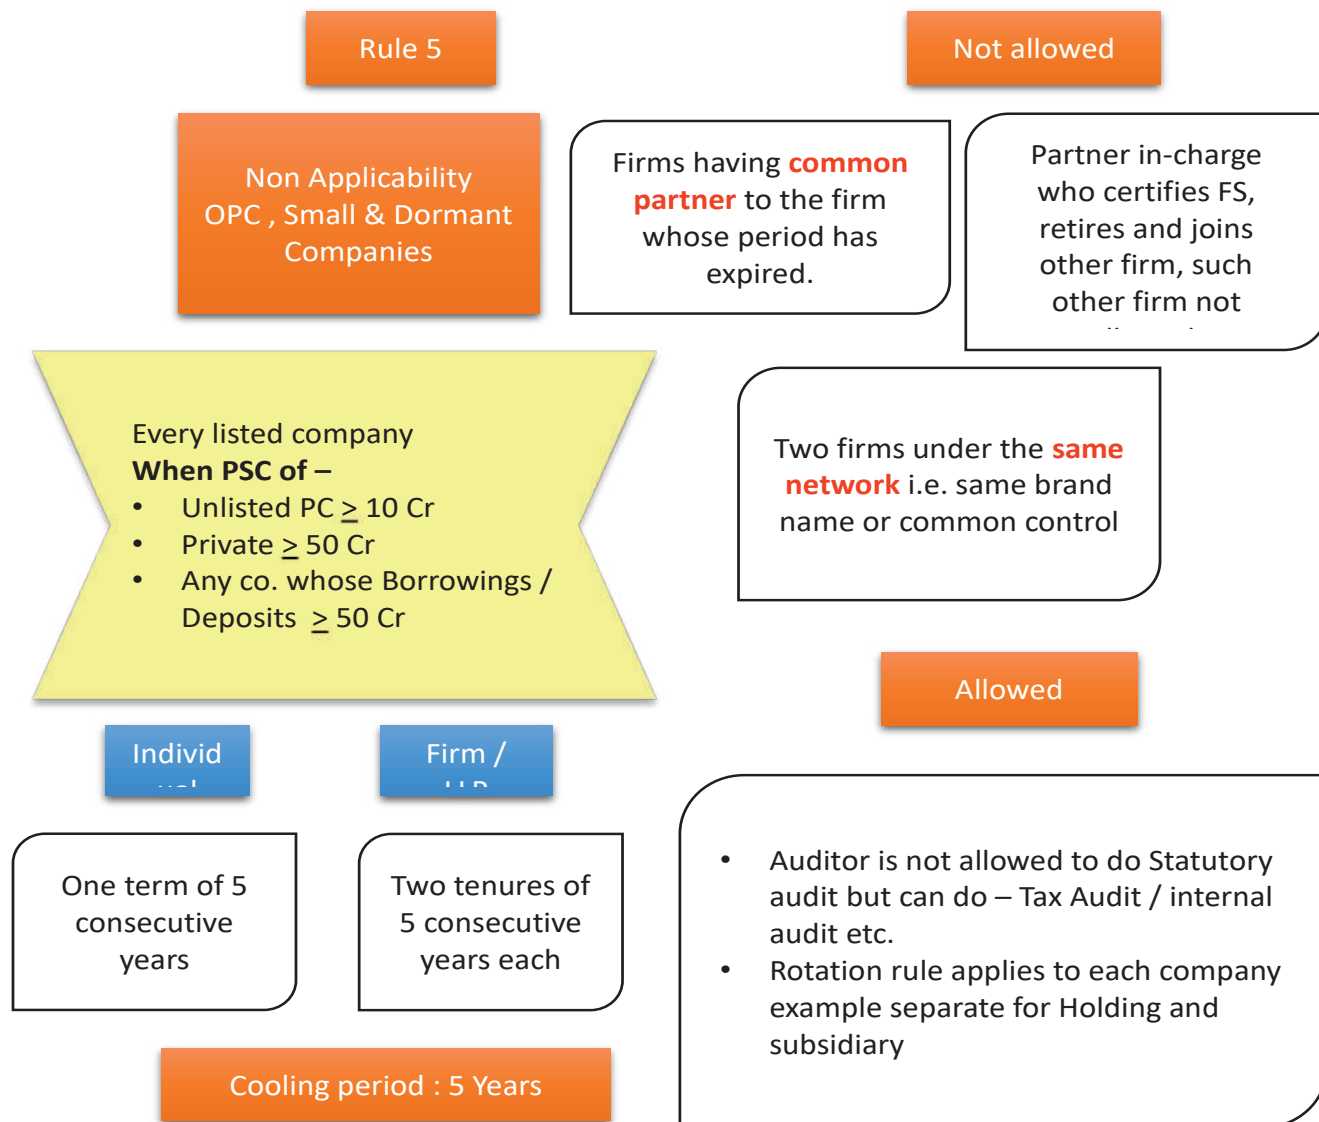 Rule 5
Non Applicability
OPC , Small & Dormant
Companies
Every listed company
When PSC of –
• Unlisted PC ≥ 10 Cr
• Private ≥ 50 Cr
• Any co. whose Borrowings /
Deposits ≥ 50 Cr
Individ
Firm /
One term of 5
consecutive
years
Two tenures of
5 consecutive
years each
Cooling period : 5 Years
Not allowed
Firms having common
partner to the firm
whose period has
expired.
Partner in-charge
who certifies FS,
retires and joins
other firm, such
other firm not
Two firms under the same
network i.e. same brand
name or common control
Allowed
• Auditor is not allowed to do Statutory
audit but can do – Tax Audit / internal
audit etc.
• Rotation rule applies to each company
example separate for Holding and
subsidiary